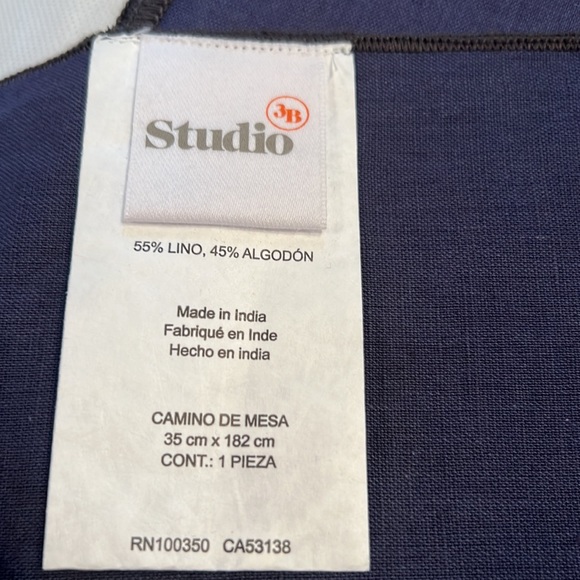 3B
Studio
55% LINO, 45% ALGODÓN
Made in India
Fabriqué en Inde
Hecho en india
CAMINO DE MESA
35 cm x 182 cm
CONT.: 1 PIEZA
RN100350 CA53138